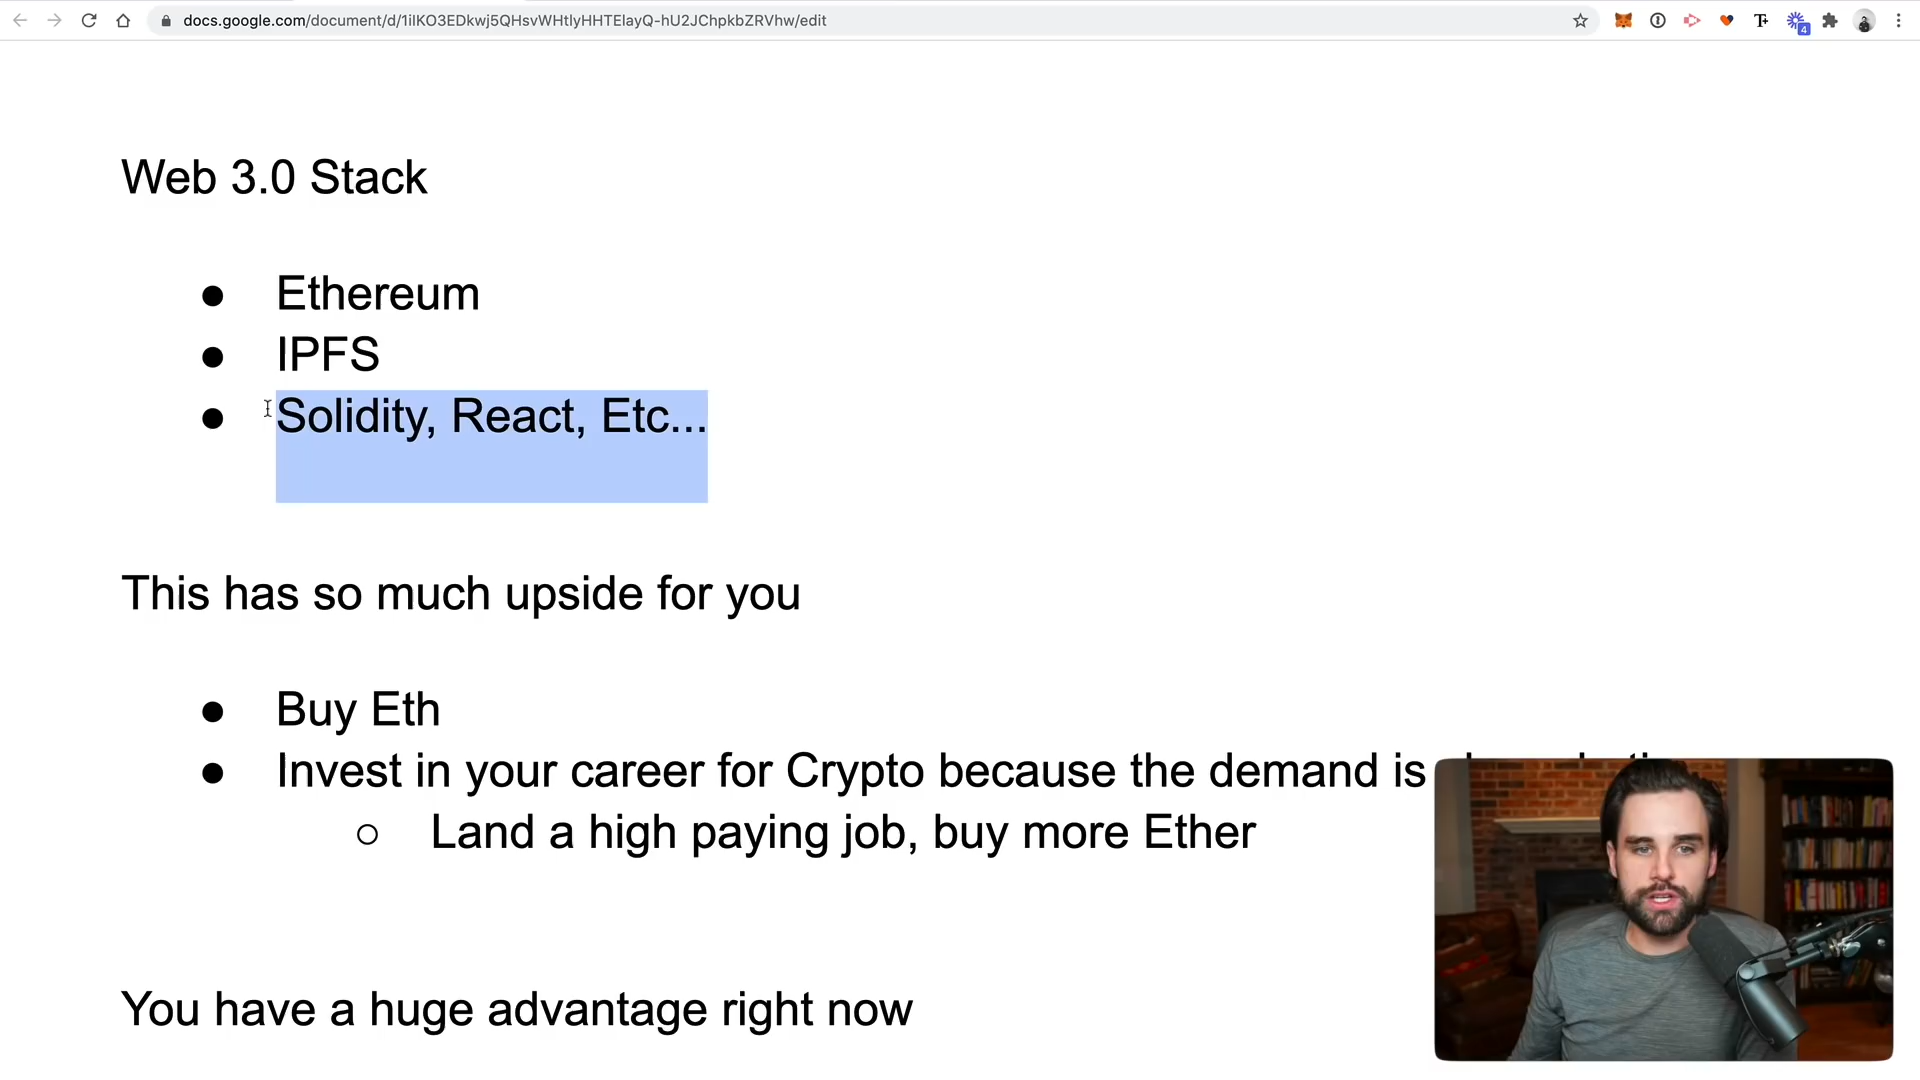 docs.google.com/document/d/1iIKO3EDkwj5QHsvWHtlyHHTElayQ-hU2JChpkbZRVhw/edit
4
Web 3.0 Stack
● Ethereum
● IPFS
● Solidity, React, Etc...
This has so much upside for you
● Buy Eth
● Invest in your career for Crypto because the demand is
○ Land a high paying job, buy more Ether
You have a huge advantage right now